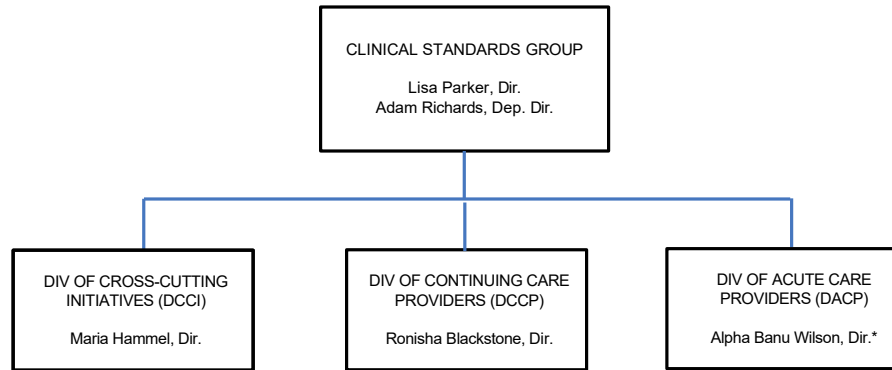 CLINICAL STANDARDS GROUP
Lisa Parker, Dir.
Adam Richards, Dep. Dir.
DIV OF CROSS-CUTTING
INITIATIVES (DCCI)
Maria Hammel, Dir.
DIV OF CONTINUING CARE
PROVIDERS (DCCP)
Ronisha Blackstone, Dir.
DIV OF ACUTE CARE
PROVIDERS (DACP)
Alpha Banu Wilson, Dir.*